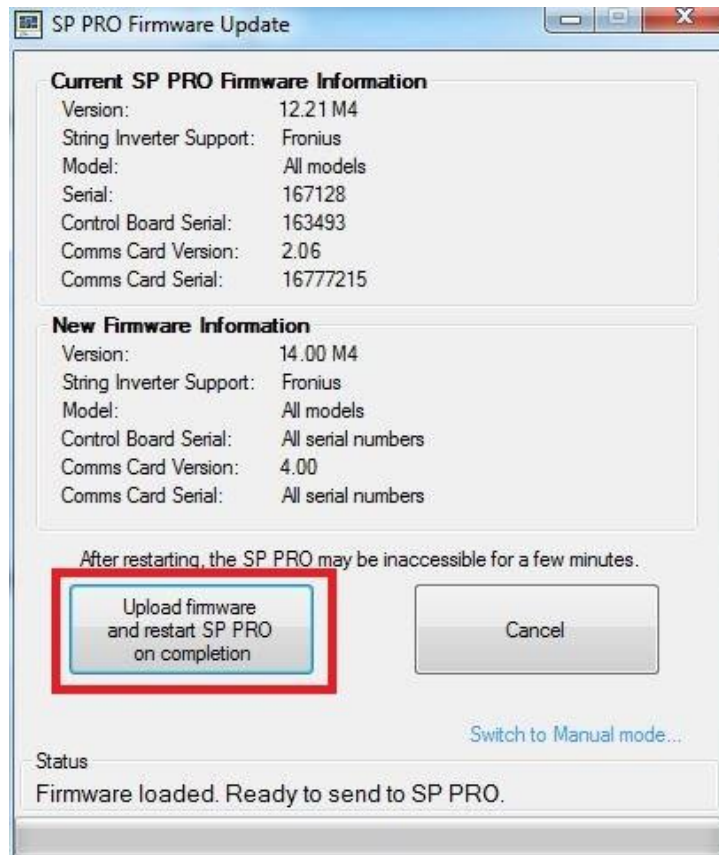 SP PRO Firmware Update
Current SP PRO Firmware Information
Version: 12.21 M4
String Inverter Support: Fronius
Model: All models
Serial: 167128
Control Board Serial: 163493
Comms Card Version: 2.06
Comms Card Serial: 16777215
New Firmware Information
Version: 14.00 M4
String Inverter Support: Fronius
Model: All models
Control Board Serial: All serial numbers
Comms Card Version: 4.00
Comms Card Serial: All serial numbers
After restarting, the SP PRO may be inaccessible for a few minutes.
Upload firmware
and restart SP PRO
on completion
Cancel
Switch to Manual mode...
Status
Firmware loaded. Ready to send to SP PRO.